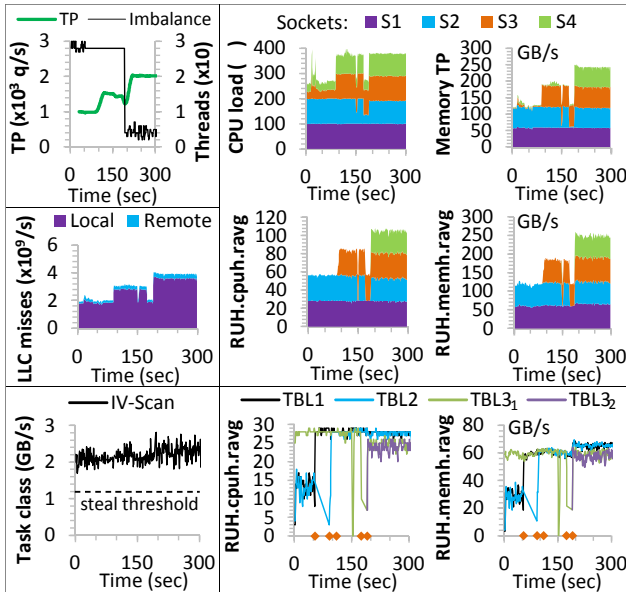 TP Imbalance
TP (x10³ q/s)
3
2
1
0
3
2
1
0
Threads (x10)
0 150 300
Time (sec)
Sockets: S1 S2 S3 S4
CPU load ( )
400
300
200
100
0
0 150 300
Time (sec)
Memory TP
GB/s
300
250
200
150
100
50
0
0 150 300
Time (sec)
Local Remote
LLC misses (x10⁹/s)
6
4
2
0
0 150 300
Time (sec)
RUH.cpuh.ravg
120
100
80
60
40
20
0
0 150 300
Time (sec)
RUH.memh.ravg
GB/s
300
250
200
150
100
50
0
0 150 300
Time (sec)
IV-Scan
Task class (GB/s)
3
2
1
0
steal threshold
0 150 300
Time (sec)
TBL1 TBL2 TBL3₁ TBL3₂
RUH.cpuh.ravg
30
25
20
15
10
5
0
0 150 300
Time (sec)
RUH.memh.ravg
GB/s
80
60
40
20
0
0 150 300
Time (sec)